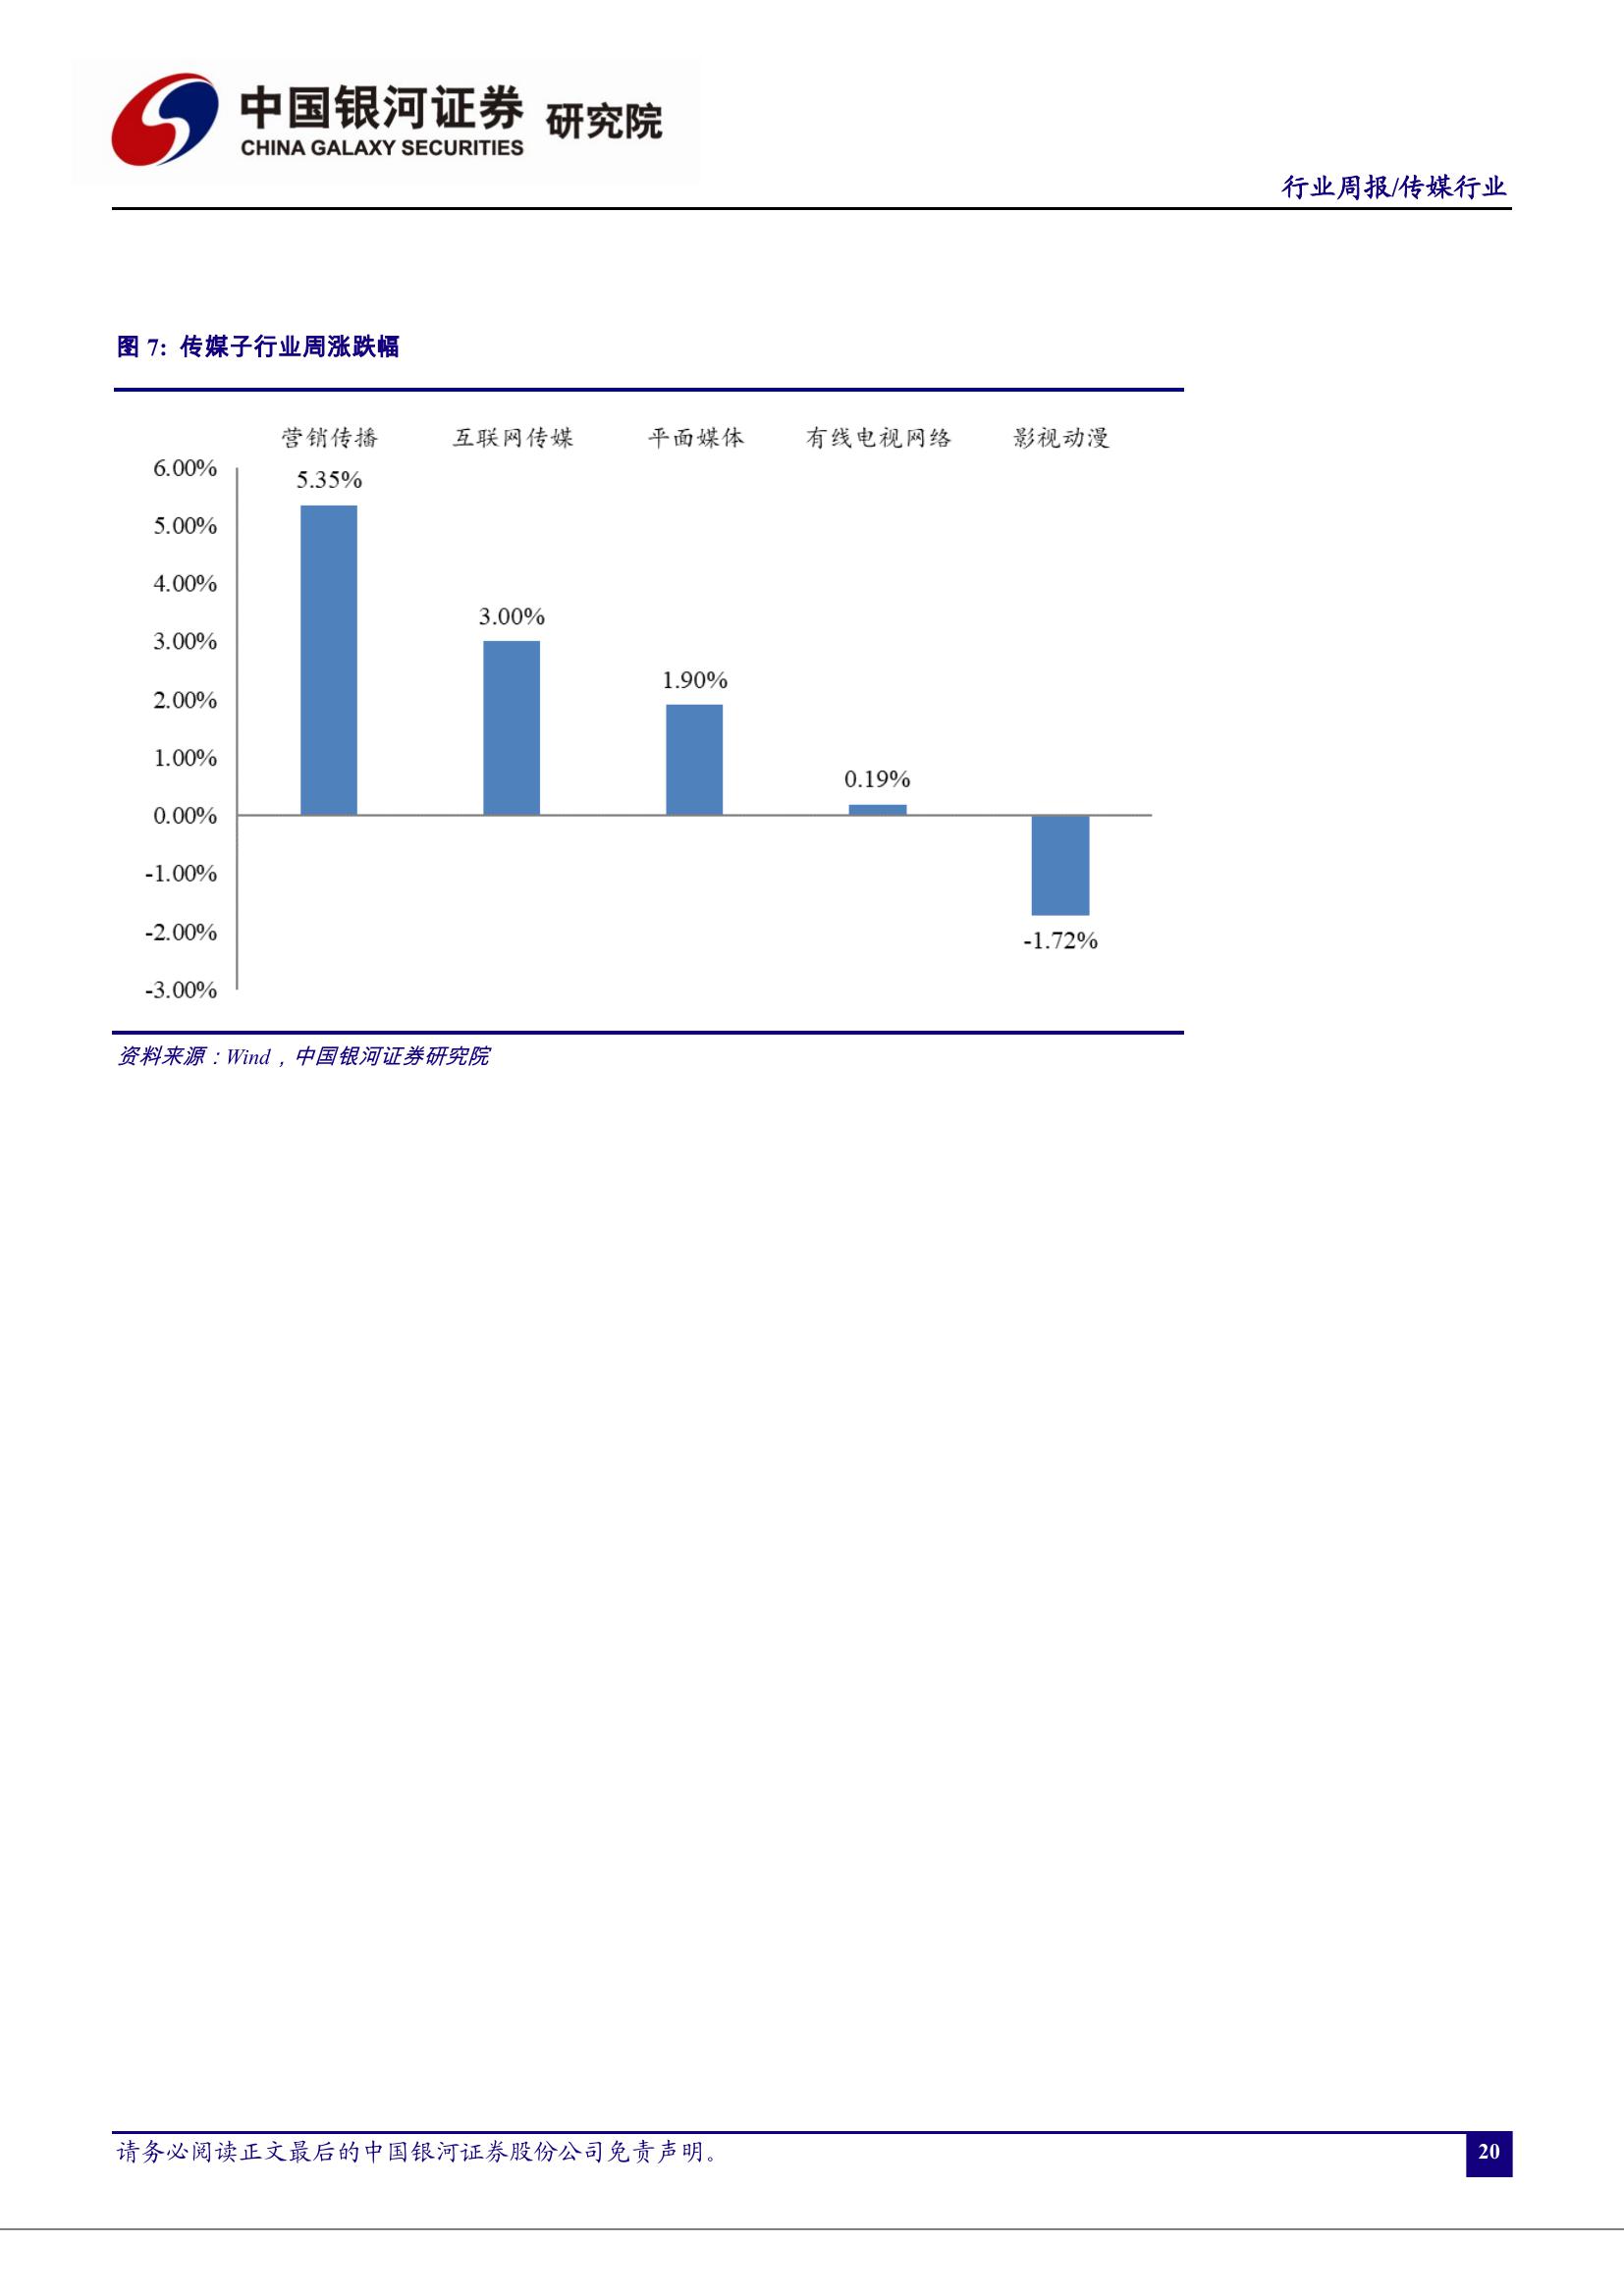 中国银河证券 研究院
CHINA GALAXY SECURITIES
行业周报/传媒行业
图 7: 传媒子行业周涨跌幅
营销传播 互联网传媒 平面媒体 有线电视网络 影视动漫
6.00%
5.35%
5.00%
4.00%
3.00%
3.00%
1.90%
2.00%
1.00%
0.19%
0.00%
-1.00%
-2.00%
-1.72%
-3.00%
资料来源：Wind，中国银河证券研究院
请务必阅读正文最后的中国银河证券股份公司免责声明。
20